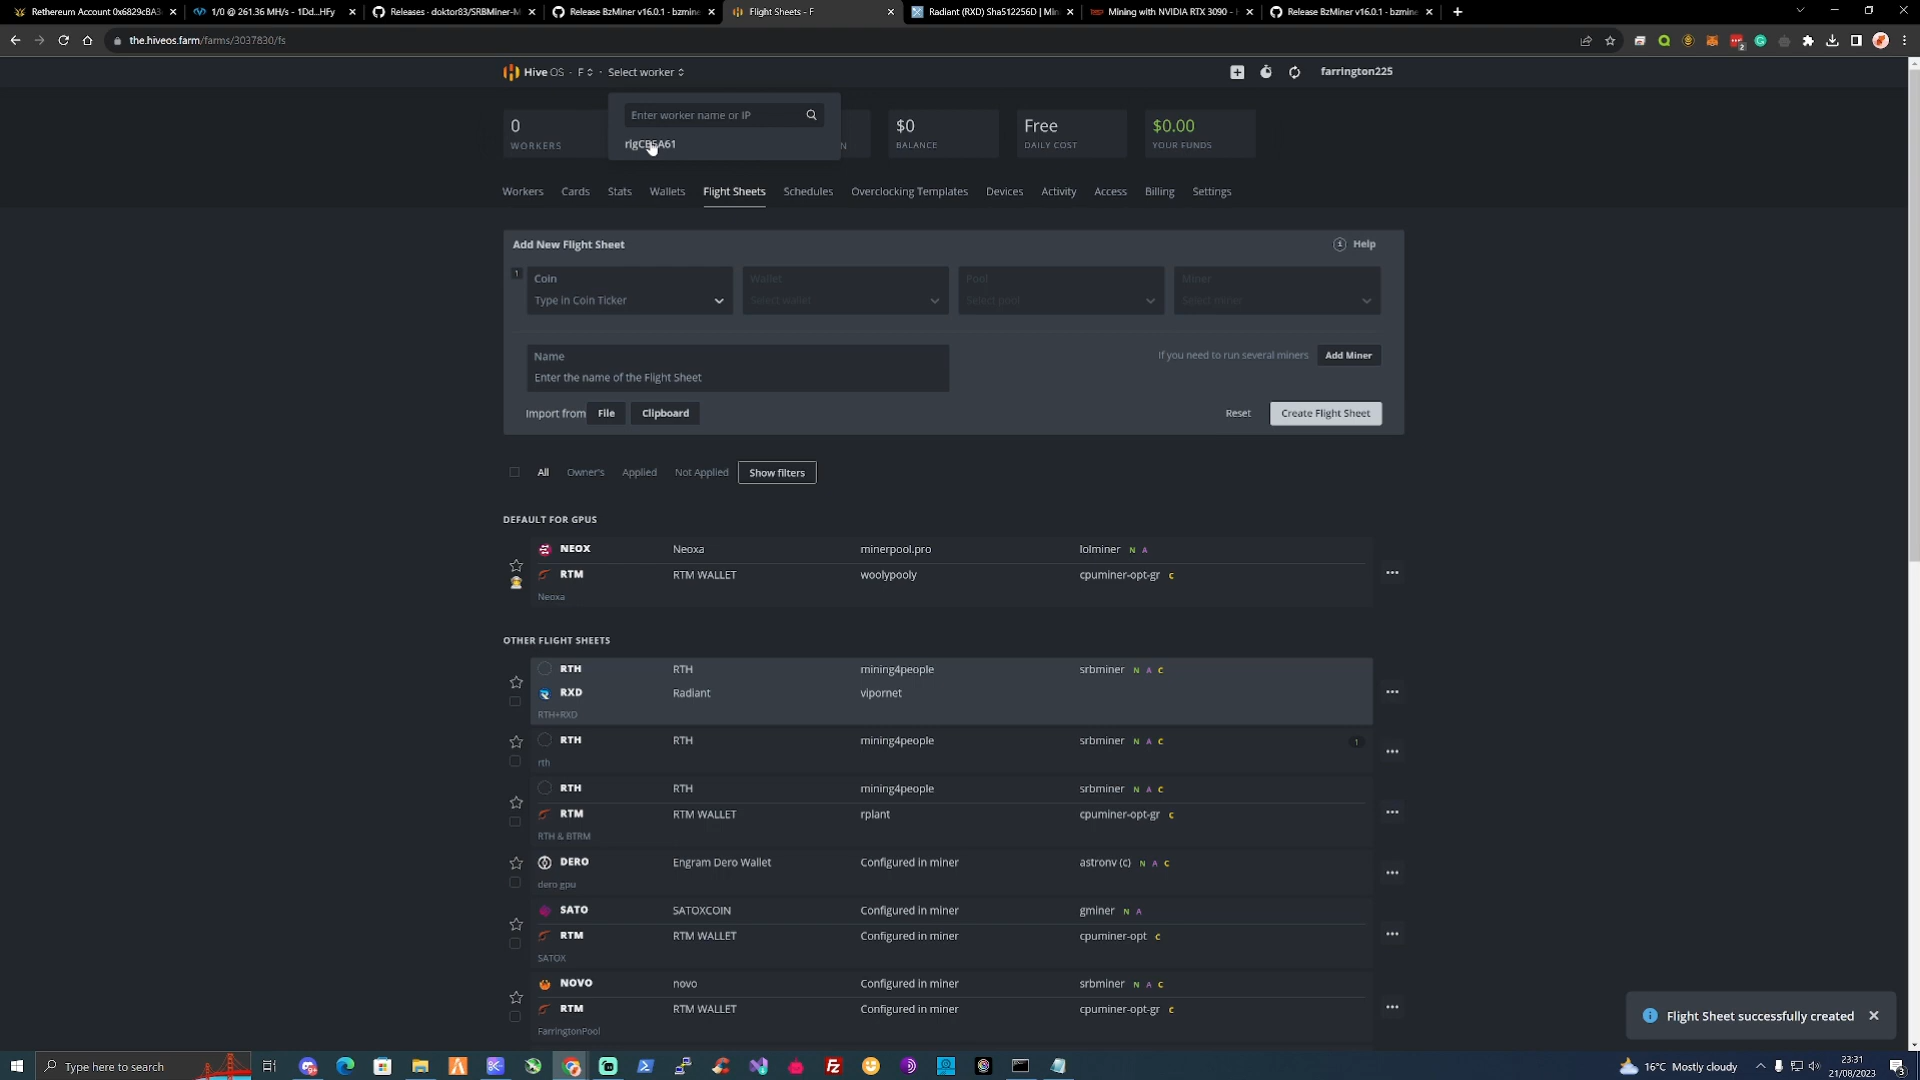 Rethereum Account 0x6829cBA3
1/0 @ 261.36 MH/s - 1Dd...HFy
Releases · doktor83/SRBMiner-M
Release BzMiner v16.0.1 · bzmine
Flight Sheets - F
Radiant (RXD) Sha512256D | Min
Mining with NVIDIA RTX 3090 -
Release BzMiner v16.0.1 · bzmine
the.hiveos.farm/farms/3037830/fs
Hive OS · F · Select worker
farrington225
Enter worker name or IP
rigCB5A61
0
WORKERS
N
$0
BALANCE
Free
DAILY COST
$0.00
YOUR FUNDS
Workers Cards Stats Wallets Flight Sheets Schedules Overclocking Templates Devices Activity Access Billing Settings
Add New Flight Sheet
Help
1
Coin Wallet Pool Miner
Type in Coin Ticker Select wallet Select pool Select miner
Name
Enter the name of the Flight Sheet
If you need to run several miners Add Miner
Import from File Clipboard
Reset Create Flight Sheet
All Owner's Applied Not Applied Show filters
DEFAULT FOR GPUS
NEOX Neoxa minerpool.pro lolminer N A
RTM RTM WALLET woolypooly cpuminer-opt-gr C
Neoxa
OTHER FLIGHT SHEETS
RTH RTH mining4people srbminer N A C
RXD Radiant vipornet
RTH+RXD
RTH RTH mining4people srbminer N A C 1
rth
RTH RTH mining4people srbminer N A C
RTM RTM WALLET rplant cpuminer-opt-gr C
RTH & BTRM
DERO Engram Dero Wallet Configured in miner astronv (c) N A C
dero gpu
SATO SATOXCOIN Configured in miner gminer N A
RTM RTM WALLET Configured in miner cpuminer-opt C
SATOX
NOVO novo Configured in miner srbminer N A C
RTM RTM WALLET Configured in miner cpuminer-opt-gr C
FarringtonPool
Flight Sheet successfully created
Type here to search
16°C Mostly cloudy
23:31
21/08/2023
3